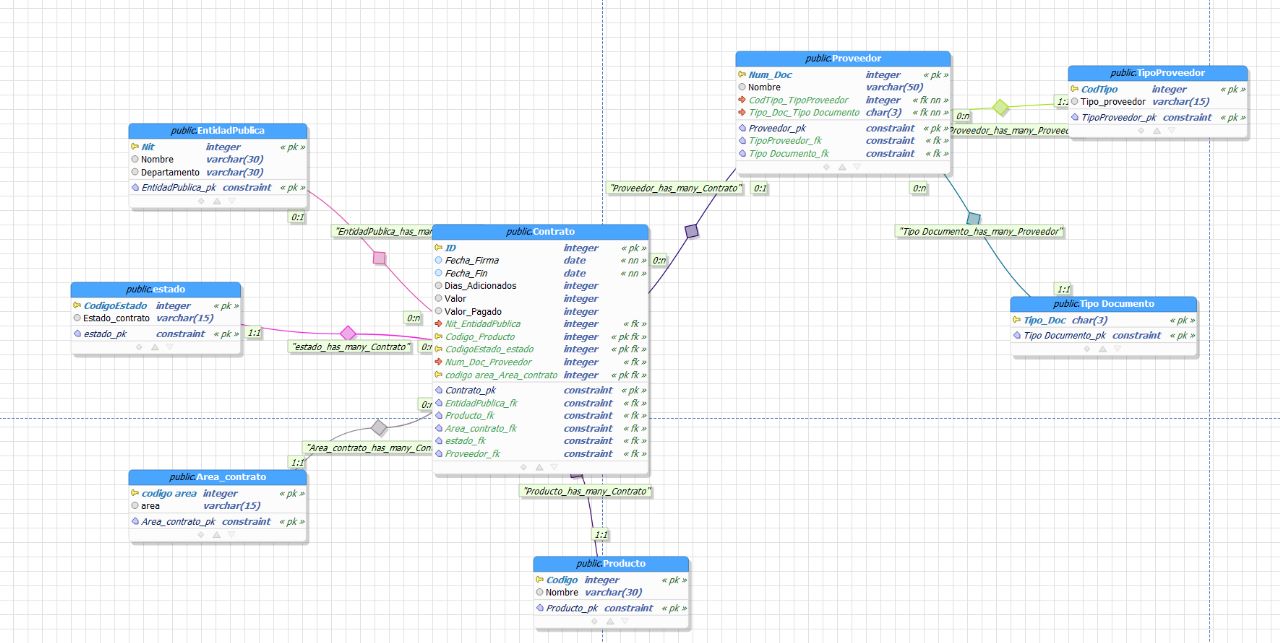 public.Proveedor
Num_Doc integer « pk »
Nombre varchar(50)
CodTipo_TipoProveedor integer « fk nn »
Tipo_Doc_Tipo Documento char(3) « fk nn »
Proveedor_pk constraint « pk »
TipoProveedor_fk constraint « fk »
Tipo Documento_fk constraint « fk »
public.TipoProveedor
CodTipo integer « pk »
Tipo_proveedor varchar(15)
TipoProveedor_pk constraint « pk »
0:n
1:1
Proveedor_has_many_Proveed
public.EntidadPublica
Nit integer « pk »
Nombre varchar(30)
Departamento varchar(30)
EntidadPublica_pk constraint « pk »
0:1
"EntidadPublica_has_mar
0:n
"Proveedor_has_many_Contrato"
0:1
0:n
0:n
"Tipo Documento_has_many_Proveedor"
1:1
public.Contrato
ID integer « pk »
Fecha_Firma date « nn »
Fecha_Fin date « nn »
Dias_Adicionados integer
Valor integer
Valor_Pagado integer
Nit_EntidadPublica integer « fk »
Codigo_Producto integer « pk fk »
CodigoEstado_estado integer « pk fk »
Num_Doc_Proveedor integer « fk »
codigo area_Area_contrato integer « pk fk »
Contrato_pk constraint « pk »
EntidadPublica_fk constraint « fk »
Producto_fk constraint « fk »
Area_contrato_fk constraint « fk »
estado_fk constraint « fk »
Proveedor_fk constraint « fk »
public.estado
CodigoEstado integer « pk »
Estado_contrato varchar(15)
estado_pk constraint « pk »
1:1
"estado_has_many_Contrato"
0:n
public.Tipo Documento
Tipo_Doc char(3) « pk »
Tipo Documento_pk constraint « pk »
0:n
"Area_contrato_has_many_Con
1:1
public.Area_contrato
codigo area integer « pk »
area varchar(15)
Area_contrato_pk constraint « pk »
"Producto_has_many_Contrato"
1:1
public.Producto
Codigo integer « pk »
Nombre varchar(30)
Producto_pk constraint « pk »